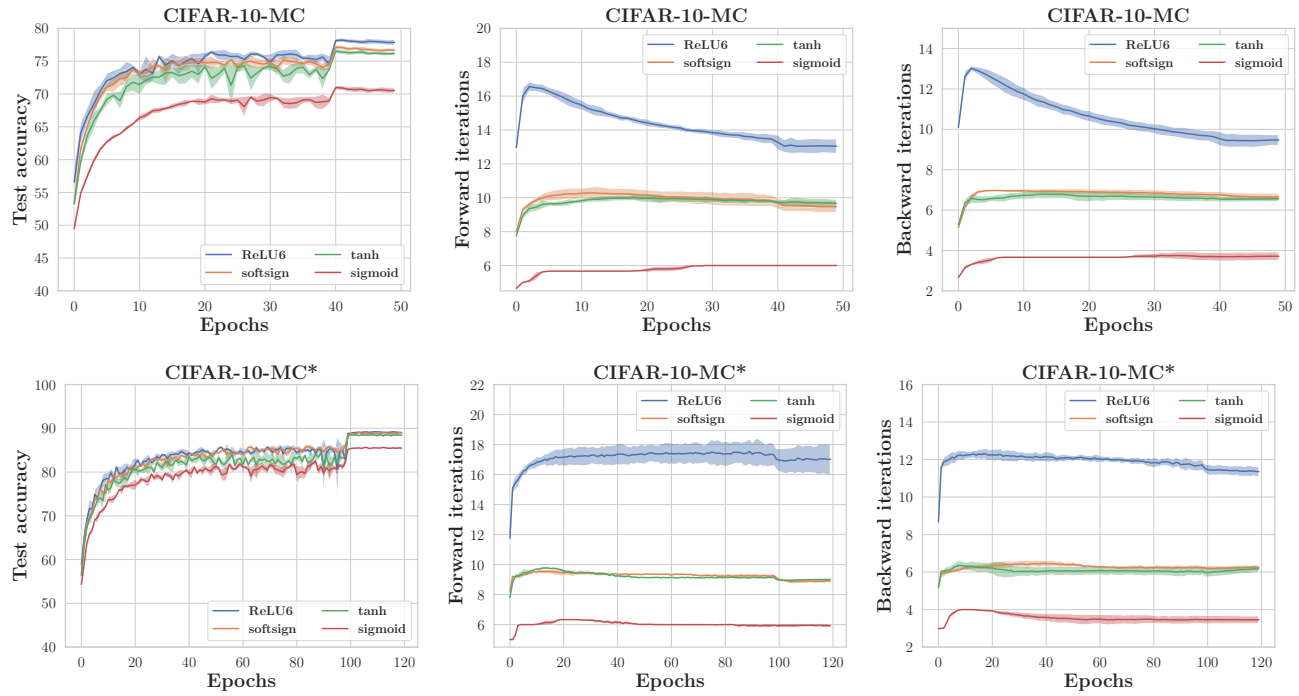 CIFAR-10-MC
Test accuracy
80
75
70
65
60
55
50
45
40
0 10 20 30 40 50
Epochs
ReLU6 tanh
softsign sigmoid
CIFAR-10-MC
Forward iterations
20
18
16
14
12
10
8
6
0 10 20 30 40 50
Epochs
ReLU6 tanh
softsign sigmoid
CIFAR-10-MC
Backward iterations
14
12
10
8
6
4
2
0 10 20 30 40 50
Epochs
ReLU6 tanh
softsign sigmoid
CIFAR-10-MC*
Test accuracy
100
90
80
70
60
50
40
0 20 40 60 80 100 120
Epochs
ReLU6 tanh
softsign sigmoid
CIFAR-10-MC*
Forward iterations
22
20
18
16
14
12
10
8
6
0 20 40 60 80 100 120
Epochs
ReLU6 tanh
softsign sigmoid
CIFAR-10-MC*
Backward iterations
16
14
12
10
8
6
4
2
0 20 40 60 80 100 120
Epochs
ReLU6 tanh
softsign sigmoid